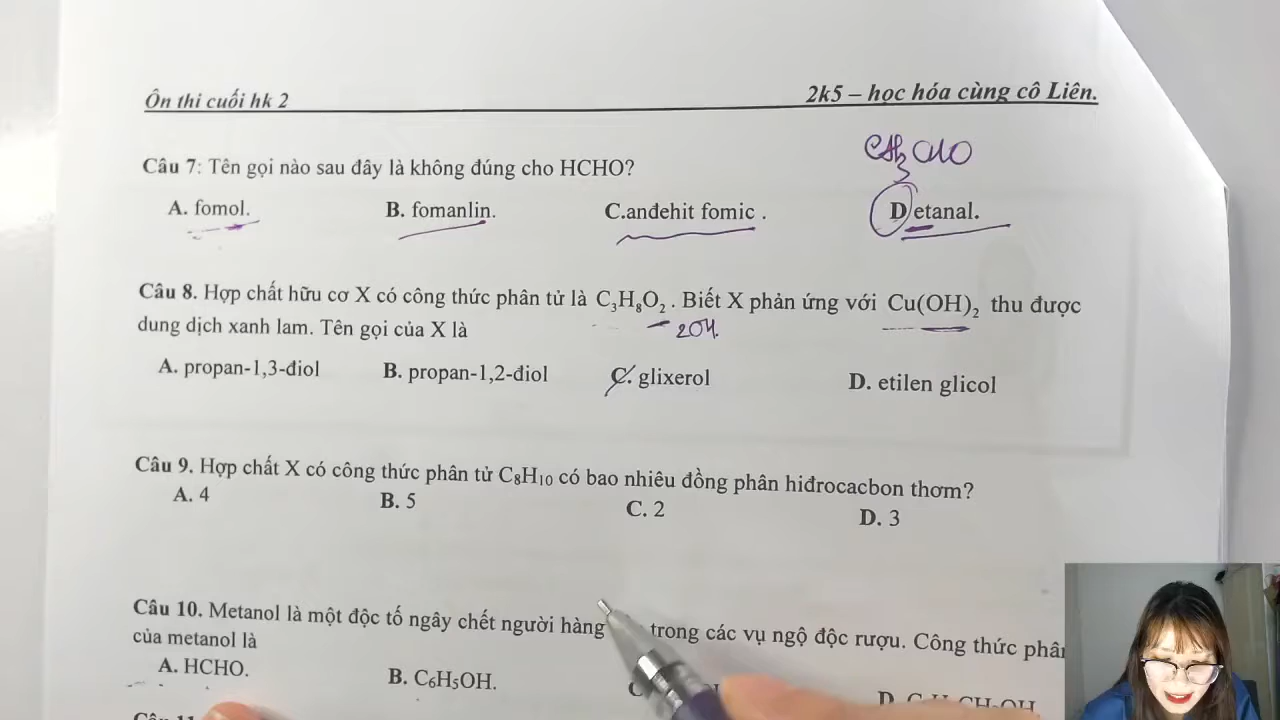 Ôn thi cuối hk 2
2k5 – học hóa cùng cô Liên.
CH₃CHO
Câu 7: Tên gọi nào sau đây là không đúng cho HCHO?
A. fomol. B. fomanlin. C.anđehit fomic . D etanal.
Câu 8. Hợp chất hữu cơ X có công thức phân tử là C₃H₈O₂ . Biết X phản ứng với Cu(OH)₂ thu được
dung dịch xanh lam. Tên gọi của X là
2OH.
A. propan-1,3-điol B. propan-1,2-điol C. glixerol D. etilen glicol
Câu 9. Hợp chất X có công thức phân tử C₈H₁₀ có bao nhiêu đồng phân hiđrocacbon thơm?
A. 4 B. 5 C. 2 D. 3
Câu 10. Metanol là một độc tố ngây chết người hàng trong các vụ ngộ độc rượu. Công thức phân
của metanol là
A. HCHO. B. C₆H₅OH. D